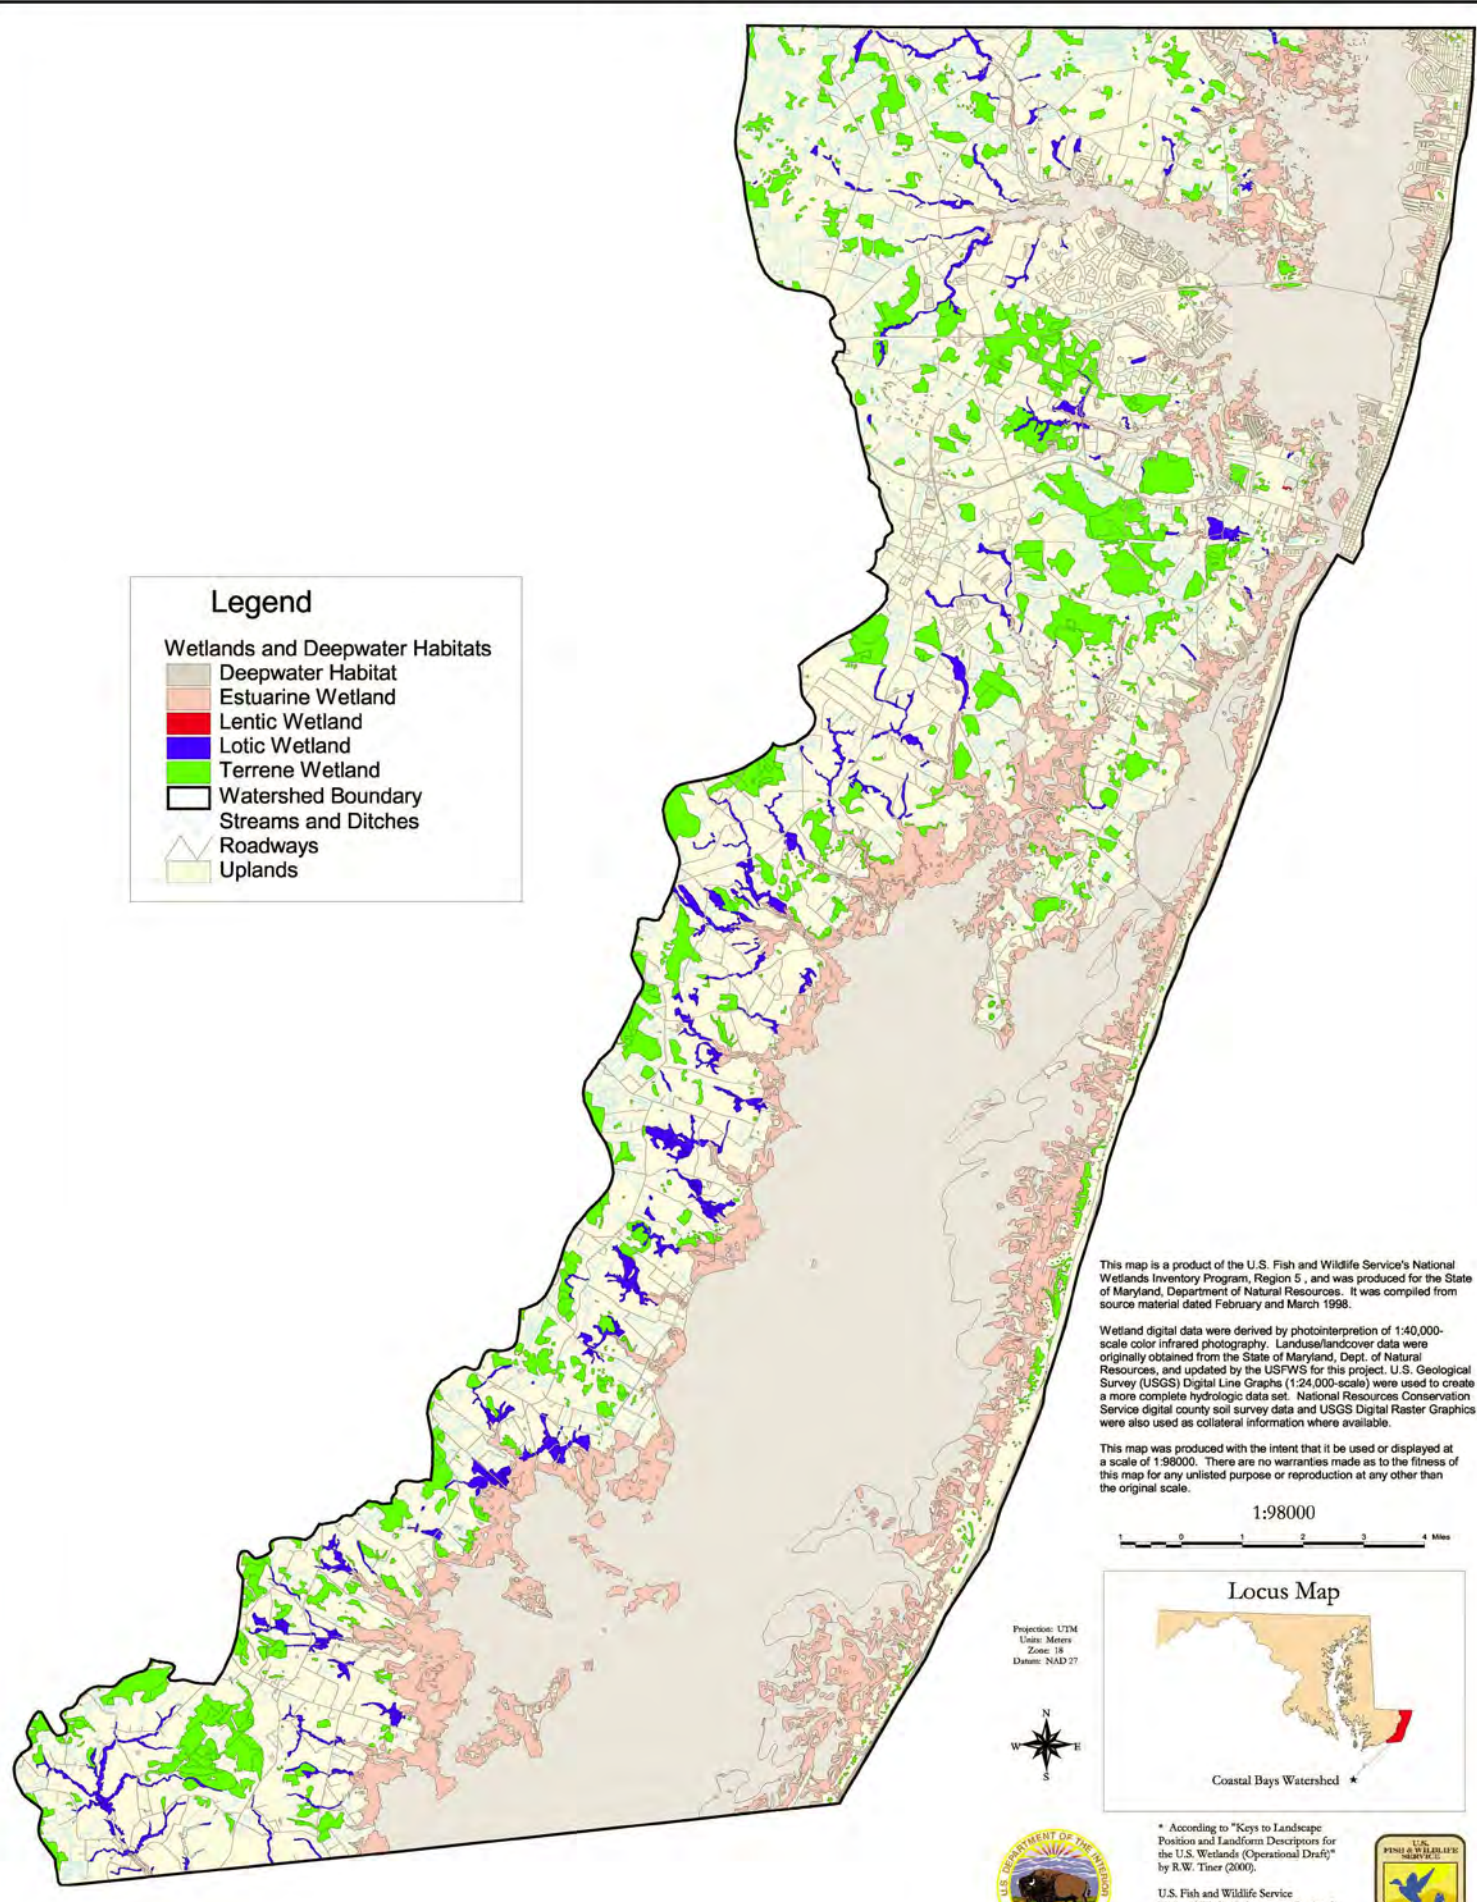 Legend
Wetlands and Deepwater Habitats
Deepwater Habitat
Estuarine Wetland
Lentic Wetland
Lotic Wetland
Terrene Wetland
Watershed Boundary
Streams and Ditches
Roadways
Uplands
This map is a product of the U.S. Fish and Wildlife Service's National
Wetlands Inventory Program, Region 5 , and was produced for the State
of Maryland, Department of Natural Resources. It was compiled from
source material dated February and March 1998.
Wetland digital data were derived by photointerpretion of 1:40,000-
scale color infrared photography. Landuse/landcover data were
originally obtained from the State of Maryland, Dept. of Natural
Resources, and updated by the USFWS for this project. U.S. Geological
Survey (USGS) Digital Line Graphs (1:24,000-scale) were used to create
a more complete hydrologic data set. National Resources Conservation
Service digital county soil survey data and USGS Digital Raster Graphics
were also used as collateral information where available.
This map was produced with the intent that it be used or displayed at
a scale of 1:98000. There are no warranties made as to the fitness of
this map for any unlisted purpose or reproduction at any other than
the original scale.
1:98000
1 0 1 2 3 4 Miles
Locus Map
Coastal Bays Watershed ★
Projection: UTM
Units: Meters
Zone: 18
Datum: NAD 27
N
W E
S
* According to "Keys to Landscape
Position and Landform Descriptors for
the U.S. Wetlands (Operational Draft)"
by R.W. Tiner (2000).
U.S. Fish and Wildlife Service
U.S. DEPARTMENT OF THE INTERIOR
U.S.
FISH & WILDLIFE
SERVICE